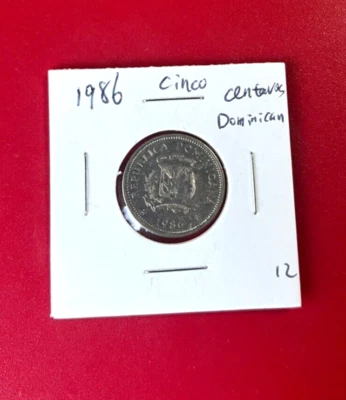 1986 cinco centavos
Dominican
REPUBLICA DOMINICANA
1986
12